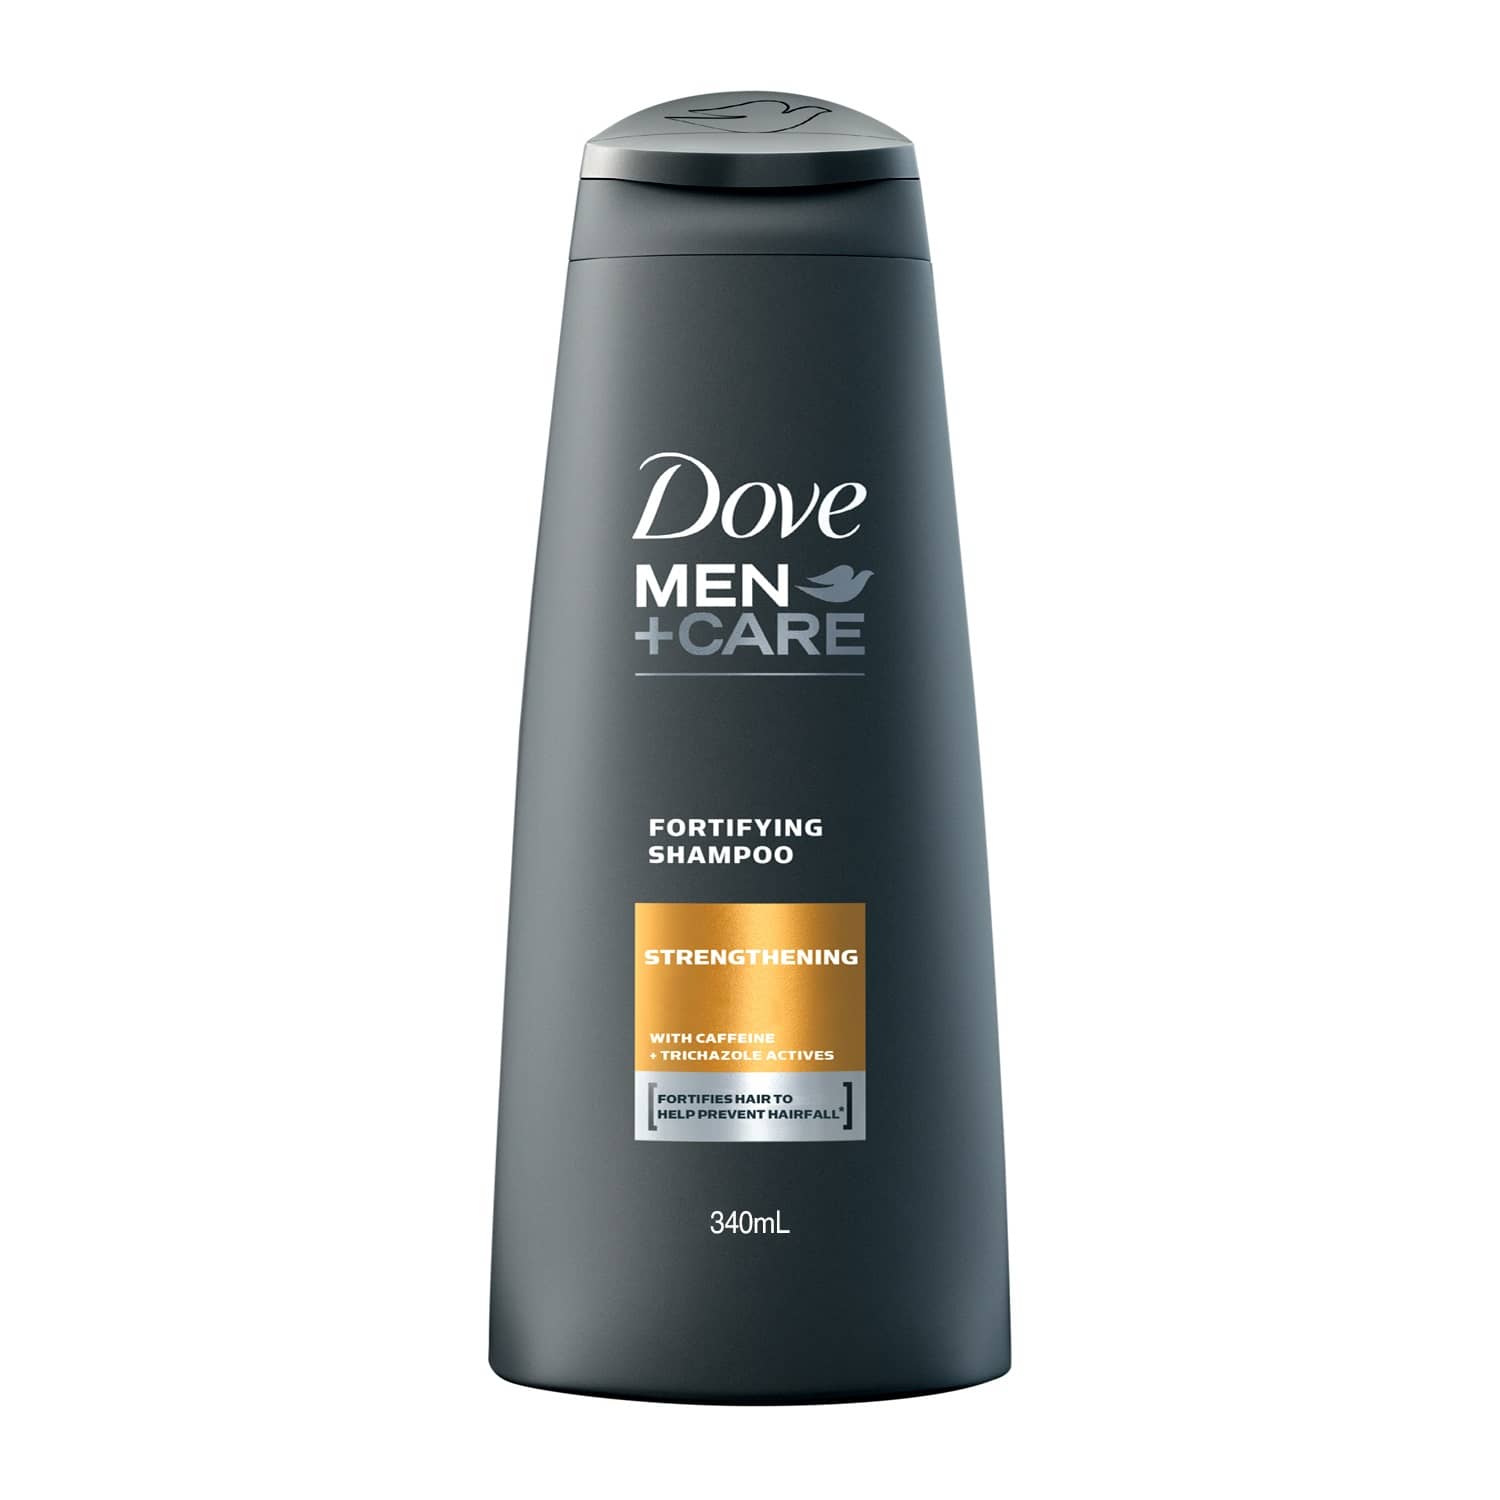 Dove
MEN
+CARE
FORTIFYING
SHAMPOO
STRENGTHENING
WITH CAFFEINE
+ TRICHAZOLE ACTIVES
[FORTIFIES HAIR TO
HELP PREVENT HAIRFALL*]
340mL